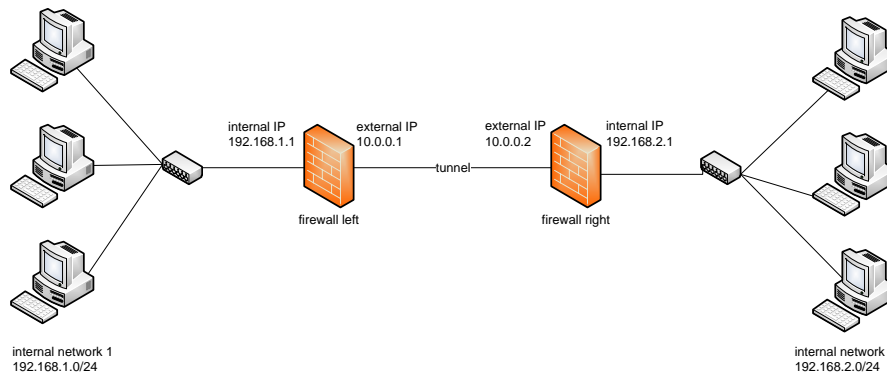 internal IP
192.168.1.1
external IP
10.0.0.1
external IP
10.0.0.2
internal IP
192.168.2.1
tunnel
firewall left
firewall right
internal network 1
192.168.1.0/24
internal network
192.168.2.0/24